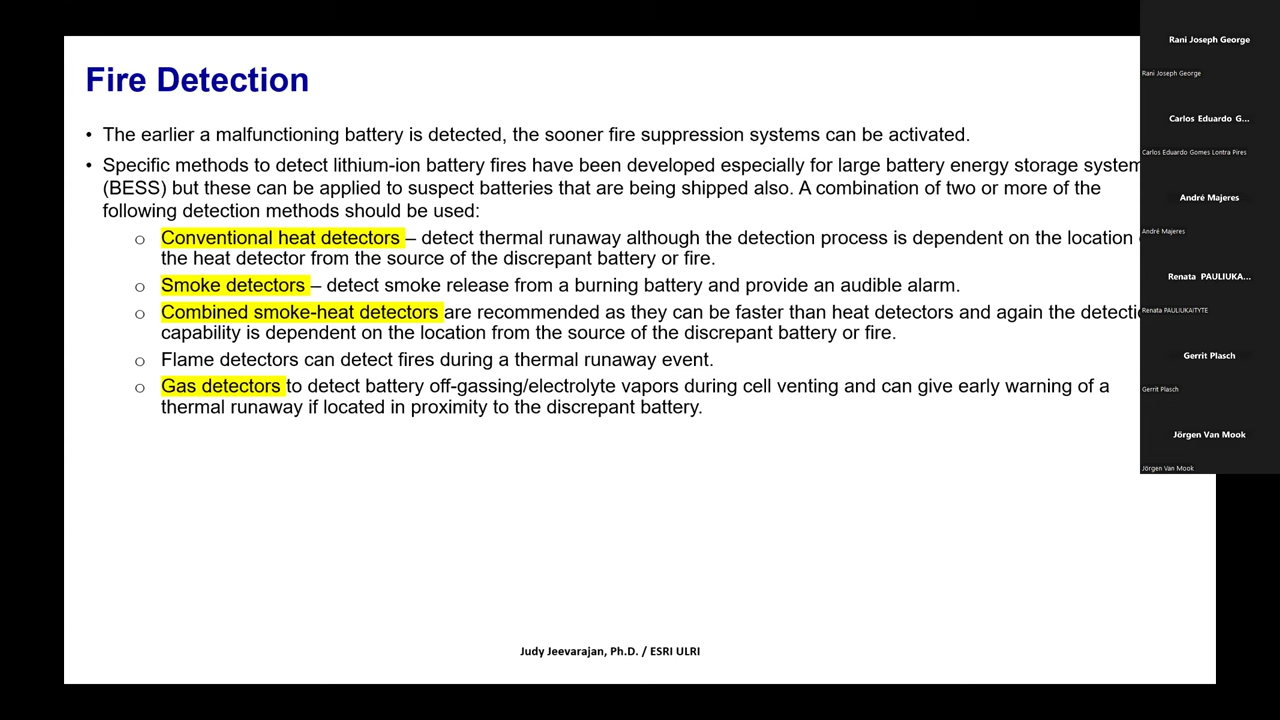 Fire Detection
• The earlier a malfunctioning battery is detected, the sooner fire suppression systems can be activated.
• Specific methods to detect lithium-ion battery fires have been developed especially for large battery energy storage system
(BESS) but these can be applied to suspect batteries that are being shipped also. A combination of two or more of the
following detection methods should be used:
o Conventional heat detectors – detect thermal runaway although the detection process is dependent on the location
the heat detector from the source of the discrepant battery or fire.
o Smoke detectors – detect smoke release from a burning battery and provide an audible alarm.
o Combined smoke-heat detectors are recommended as they can be faster than heat detectors and again the detecti
capability is dependent on the location from the source of the discrepant battery or fire.
o Flame detectors can detect fires during a thermal runaway event.
o Gas detectors to detect battery off-gassing/electrolyte vapors during cell venting and can give early warning of a
thermal runaway if located in proximity to the discrepant battery.
Judy Jeevarajan, Ph.D. / ESRI ULRI
Rani Joseph George
Rani Joseph George
Carlos Eduardo G...
Carlos Eduardo Gomes Lontra Pires
André Majeres
André Majeres
Renata PAULIUKA...
Renata PAULIUKAITYTE
Gerrit Plasch
Gerrit Plasch
Jörgen Van Mook
Jörgen Van Mook